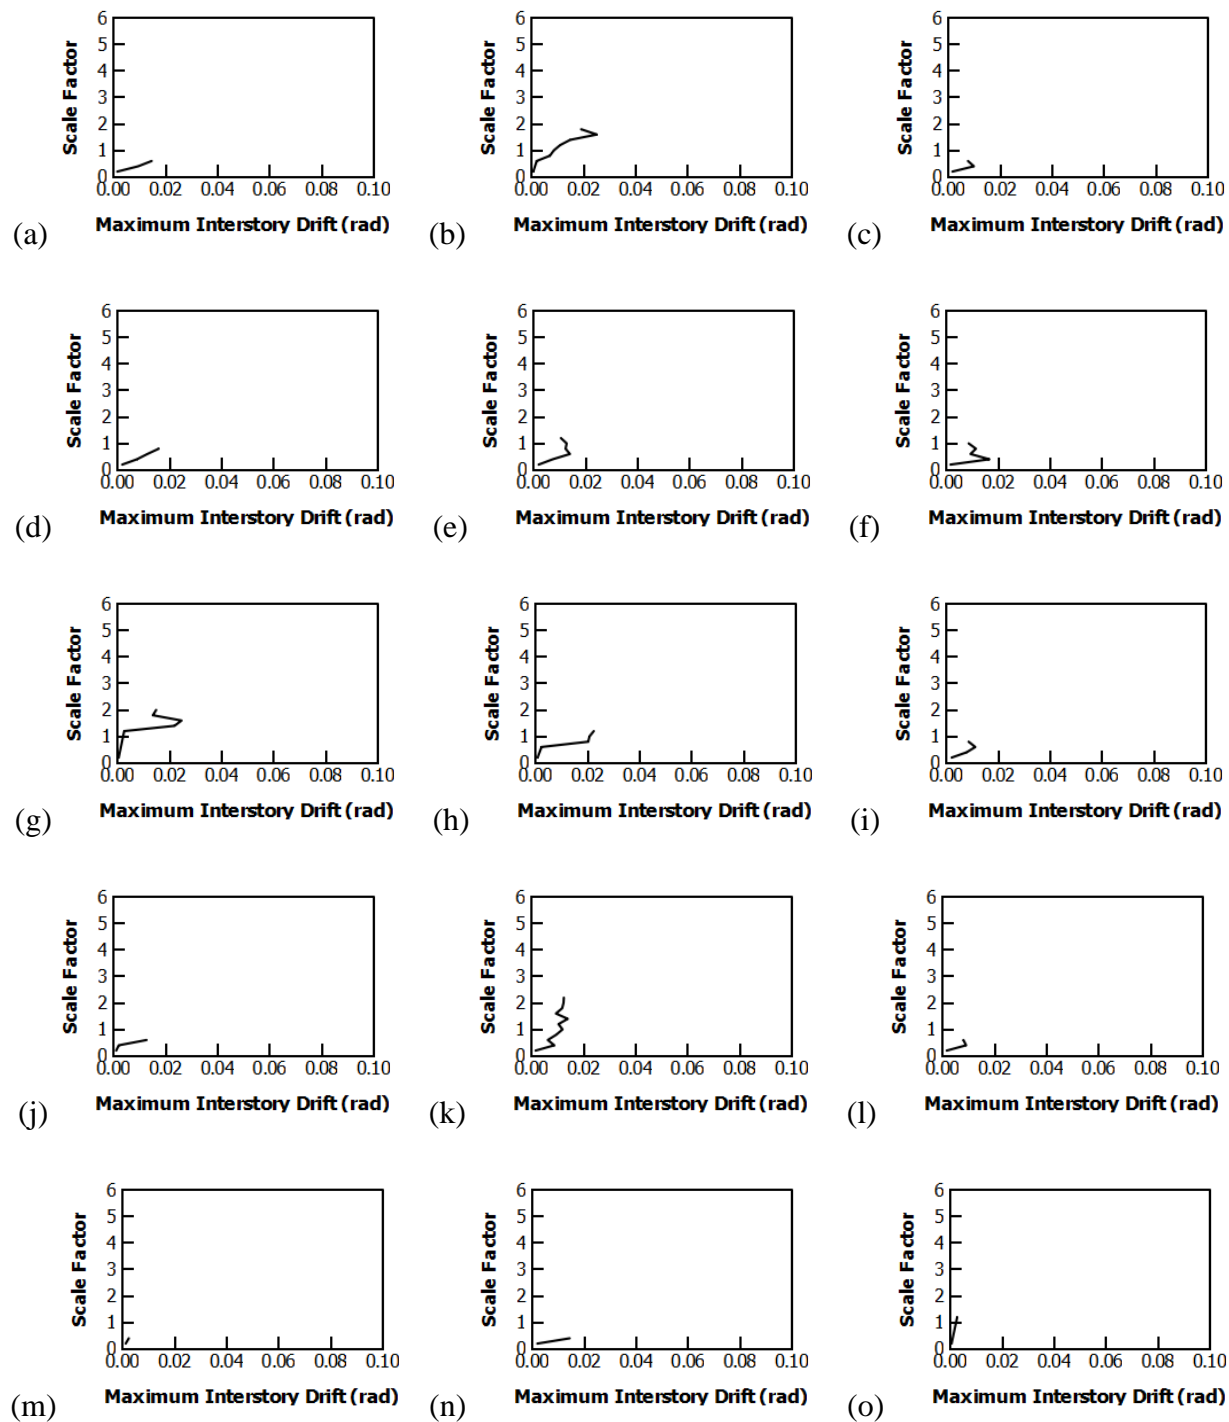 6 6 6
5 5 5
4 4 4
3 3 3
2 2 2
1 1 1
0 0 0
Scale Factor Scale Factor Scale Factor
0.00 0.02 0.04 0.06 0.08 0.10 0.00 0.02 0.04 0.06 0.08 0.10 0.00 0.02 0.04 0.06 0.08 0.10
(a) Maximum Interstory Drift (rad) (b) Maximum Interstory Drift (rad) (c) Maximum Interstory Drift (rad)
6 6 6
5 5 5
4 4 4
3 3 3
2 2 2
1 1 1
0 0 0
Scale Factor Scale Factor Scale Factor
0.00 0.02 0.04 0.06 0.08 0.10 0.00 0.02 0.04 0.06 0.08 0.10 0.00 0.02 0.04 0.06 0.08 0.10
(d) Maximum Interstory Drift (rad) (e) Maximum Interstory Drift (rad) (f) Maximum Interstory Drift (rad)
6 6 6
5 5 5
4 4 4
3 3 3
2 2 2
1 1 1
0 0 0
Scale Factor Scale Factor Scale Factor
0.00 0.02 0.04 0.06 0.08 0.10 0.00 0.02 0.04 0.06 0.08 0.10 0.00 0.02 0.04 0.06 0.08 0.10
(g) Maximum Interstory Drift (rad) (h) Maximum Interstory Drift (rad) (i) Maximum Interstory Drift (rad)
6 6 6
5 5 5
4 4 4
3 3 3
2 2 2
1 1 1
0 0 0
Scale Factor Scale Factor Scale Factor
0.00 0.02 0.04 0.06 0.08 0.10 0.00 0.02 0.04 0.06 0.08 0.10 0.00 0.02 0.04 0.06 0.08 0.10
(j) Maximum Interstory Drift (rad) (k) Maximum Interstory Drift (rad) (l) Maximum Interstory Drift (rad)
6 6 6
5 5 5
4 4 4
3 3 3
2 2 2
1 1 1
0 0 0
Scale Factor Scale Factor Scale Factor
0.00 0.02 0.04 0.06 0.08 0.10 0.00 0.02 0.04 0.06 0.08 0.10 0.00 0.02 0.04 0.06 0.08 0.10
(m) Maximum Interstory Drift (rad) (n) Maximum Interstory Drift (rad) (o) Maximum Interstory Drift (rad)